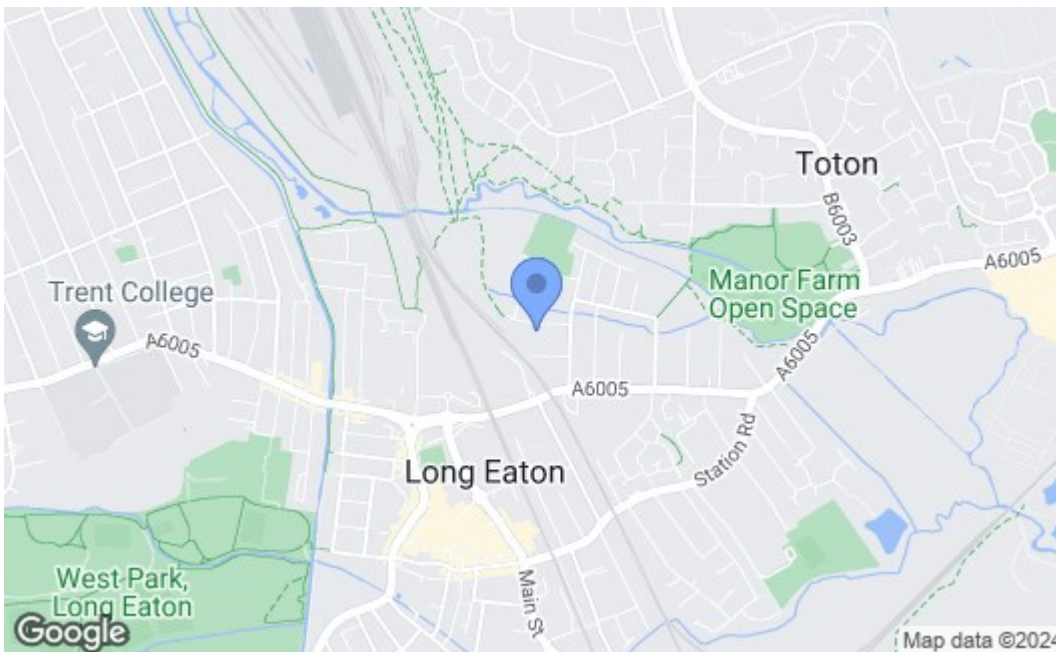 Toton
B6003
A6005
Manor Farm
Open Space
Trent College
A6005
A6005
A6005
Station Rd
Long Eaton
West Park,
Long Eaton
Main St
Google
Map data ©2024